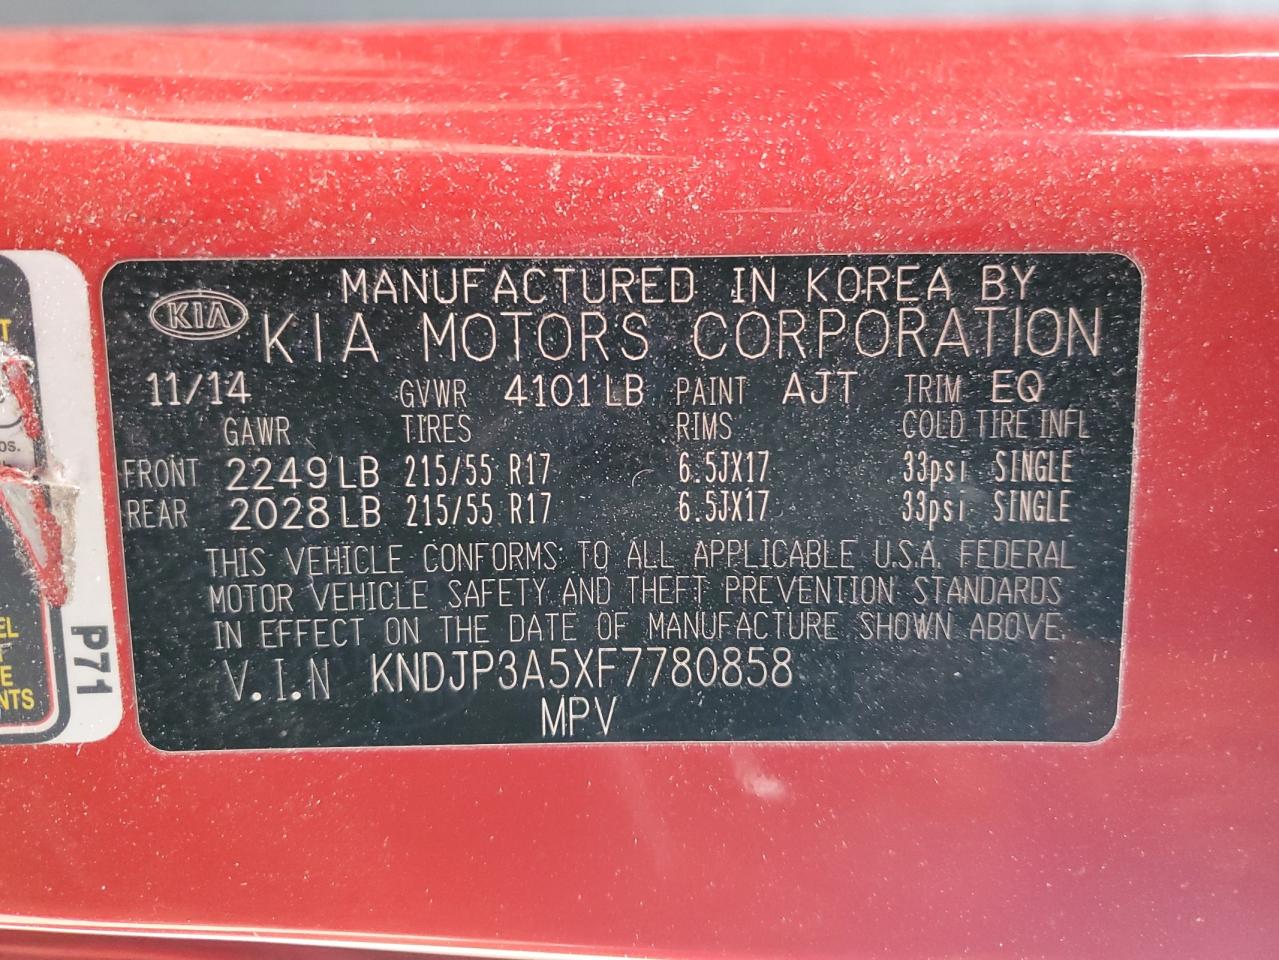 MANUFACTURED IN KOREA BY
KIA KIA MOTORS CORPORATION
11/14 GVWR 4101LB PAINT AJT TRIM EQ
GAWR TIRES RIMS COLD TIRE INFL
FRONT 2249LB 215/55 R17 6.5JX17 33psi SINGLE
REAR 2028LB 215/55 R17 6.5JX17 33psi SINGLE
THIS VEHICLE CONFORMS TO ALL APPLICABLE U.S.A. FEDERAL
MOTOR VEHICLE SAFETY AND THEFT PREVENTION STANDARDS
IN EFFECT ON THE DATE OF MANUFACTURE SHOWN ABOVE.
V.I.N KNDJP3A5XF7780858
MPV
P71